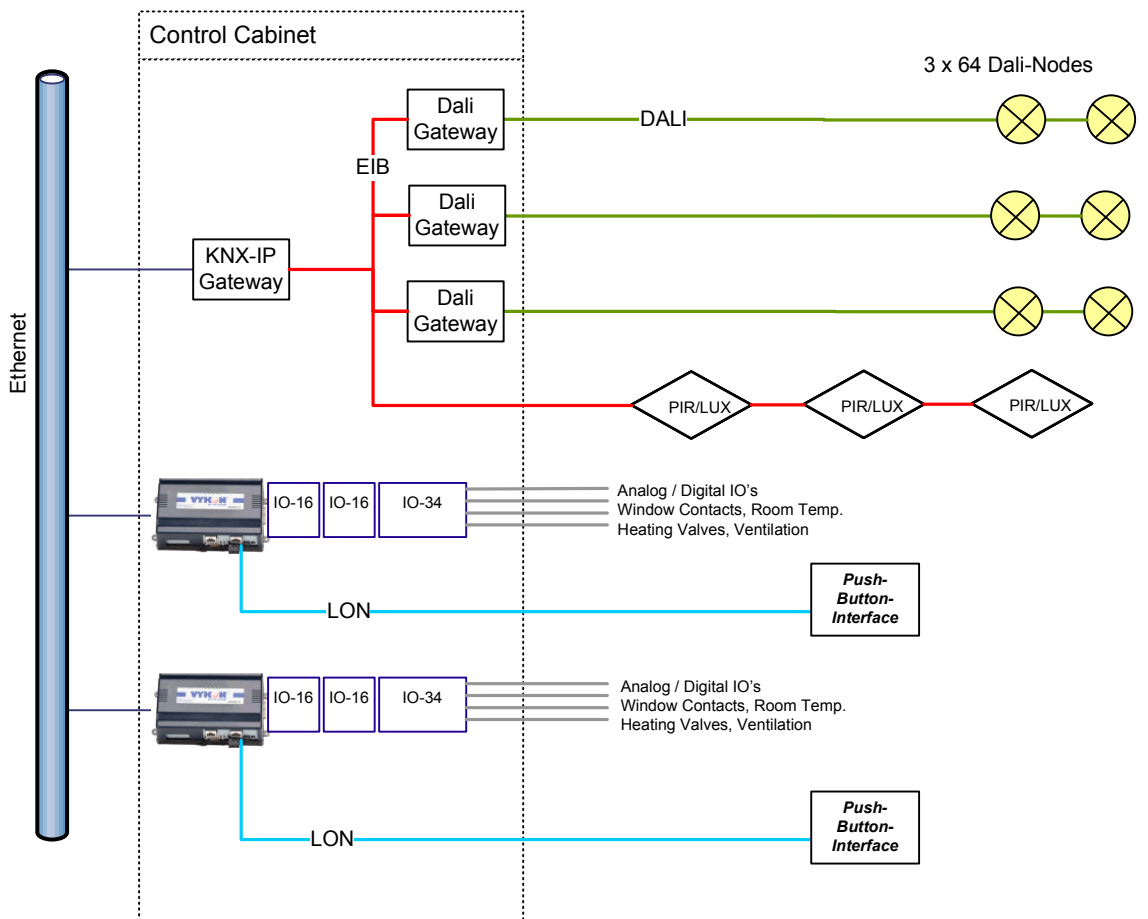 Control Cabinet
3 x 64 Dali-Nodes
Dali
Gateway
DALI
EIB
Dali
Gateway
KNX-IP
Gateway
Dali
Gateway
Ethernet
PIR/LUX
PIR/LUX
PIR/LUX
VYKON
IO-16
IO-16
IO-34
Analog / Digital IO's
Window Contacts, Room Temp.
Heating Valves, Ventilation
Push-
Button-
Interface
LON
VYKON
IO-16
IO-16
IO-34
Analog / Digital IO's
Window Contacts, Room Temp.
Heating Valves, Ventilation
Push-
Button-
Interface
LON